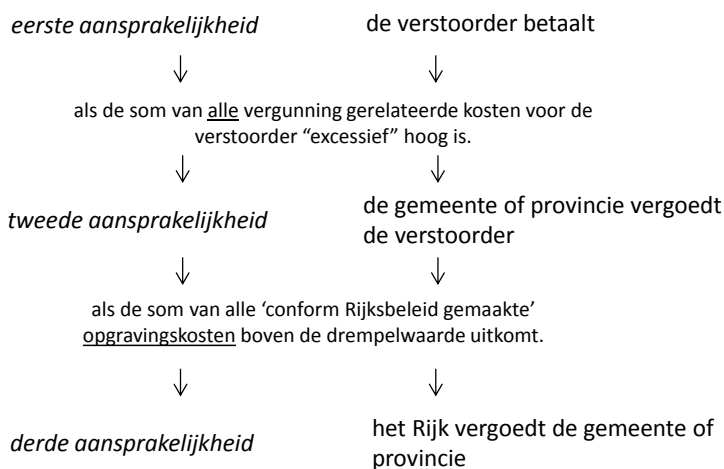 eerste aansprakelijkheid
de verstoorder betaalt
als de som van alle vergunning gerelateerde kosten voor de
verstoorder “excessief” hoog is.
tweede aansprakelijkheid
de gemeente of provincie vergoedt
de verstoorder
als de som van alle ‘conform Rijksbeleid gemaakte’
opgravingskosten boven de drempelwaarde uitkomt.
derde aansprakelijkheid
het Rijk vergoedt de gemeente of
provincie